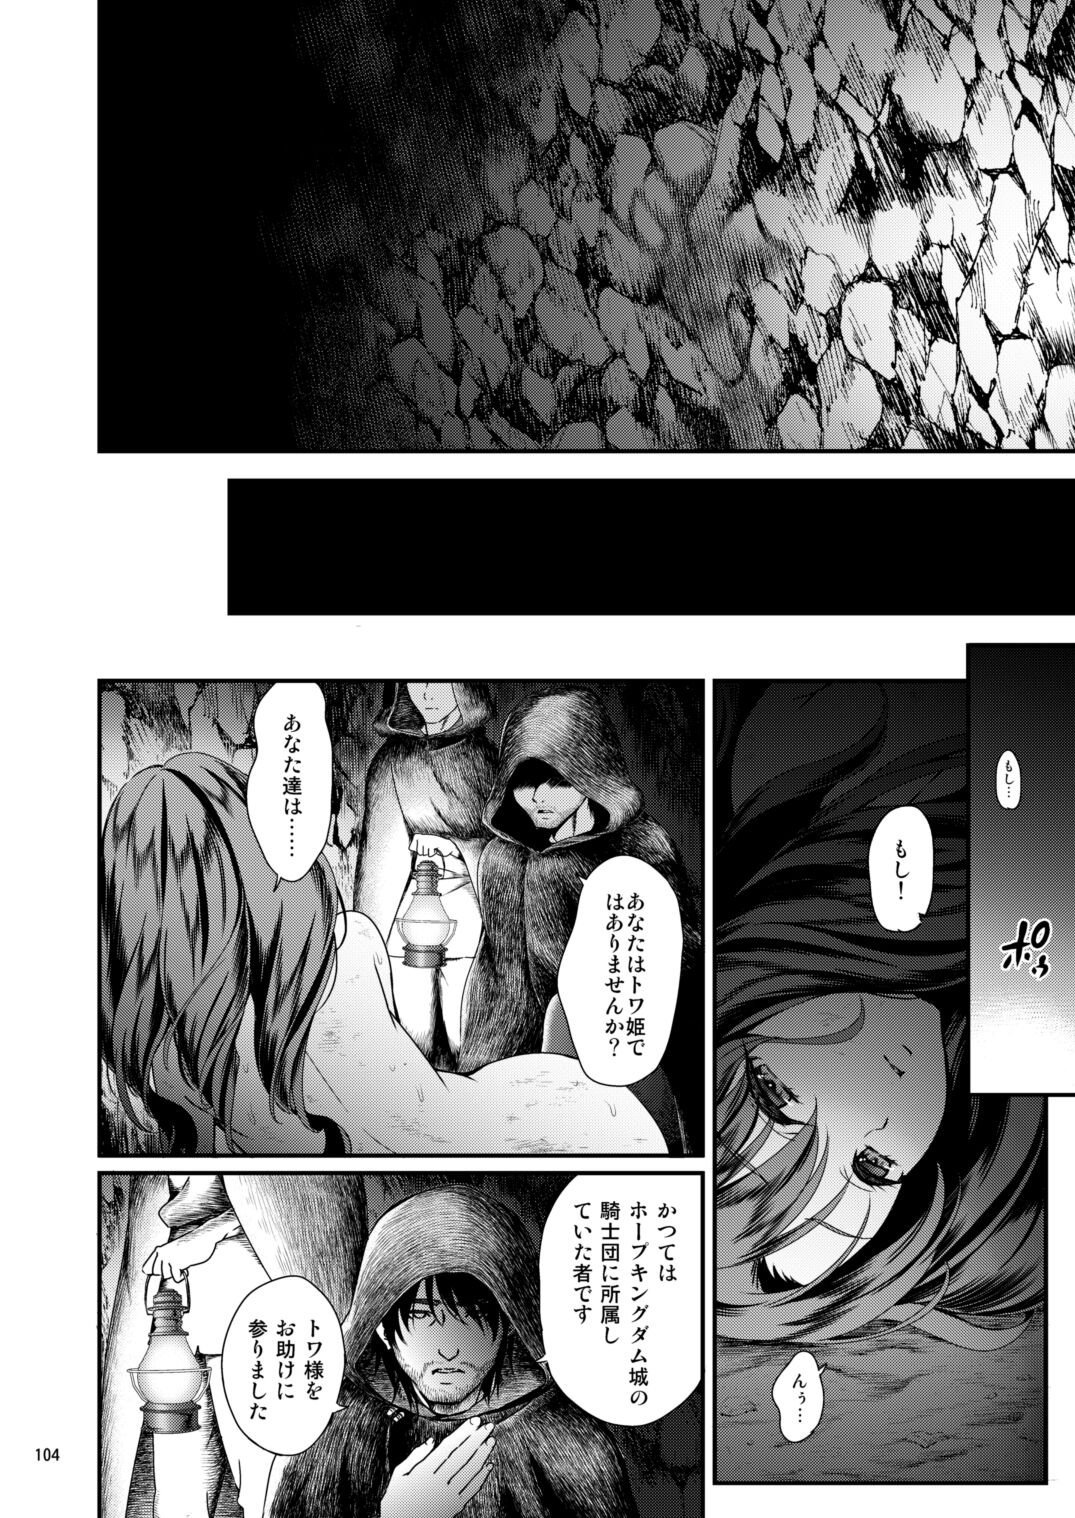 もし…
ポゥ
もし！
んぅ…
あなたはトワ姫で
はありませんか？
あなた達は……
かつては
ホープキングダム城の
騎士団に所属し
ていた者です
トワ様を
お助けに
参りました
104